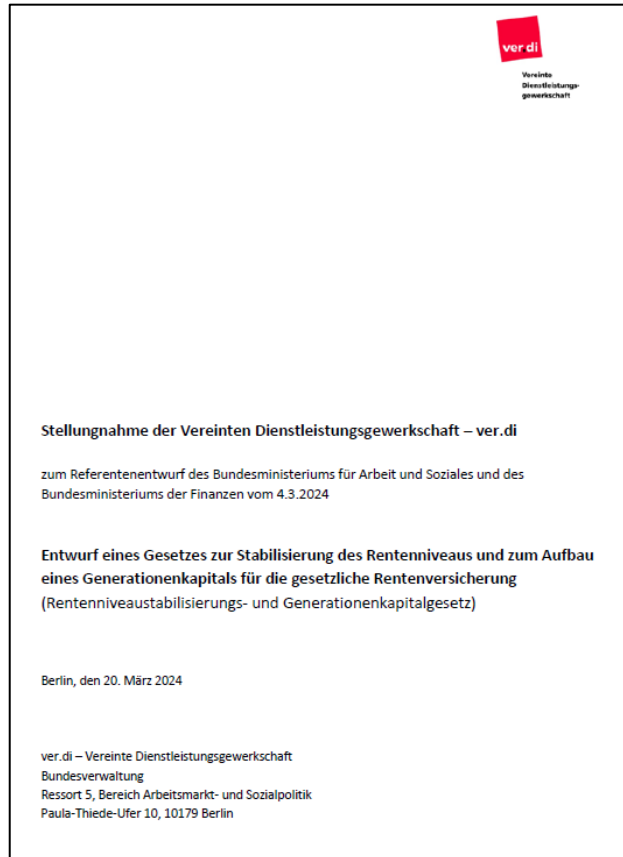 ver.di
Vereinte
Dienstleistungs-
gewerkschaft
Stellungnahme der Vereinten Dienstleistungsgewerkschaft – ver.di
zum Referentenentwurf des Bundesministeriums für Arbeit und Soziales und des
Bundesministeriums der Finanzen vom 4.3.2024
Entwurf eines Gesetzes zur Stabilisierung des Rentenniveaus und zum Aufbau
eines Generationenkapitals für die gesetzliche Rentenversicherung
(Rentenniveaustabilisierungs- und Generationenkapitalgesetz)
Berlin, den 20. März 2024
ver.di – Vereinte Dienstleistungsgewerkschaft
Bundesverwaltung
Ressort 5, Bereich Arbeitsmarkt- und Sozialpolitik
Paula-Thiede-Ufer 10, 10179 Berlin